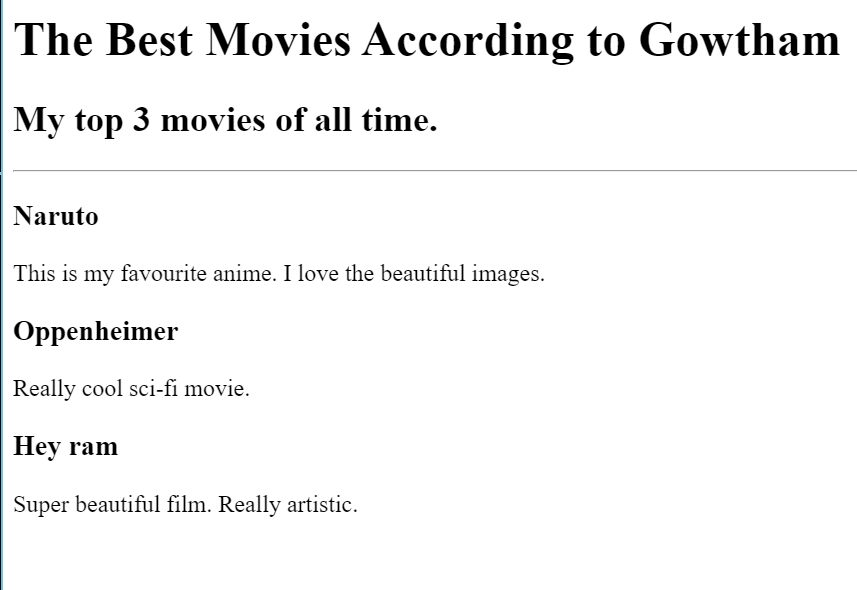 The Best Movies According to Gowtham
My top 3 movies of all time.
Naruto
This is my favourite anime. I love the beautiful images.
Oppenheimer
Really cool sci-fi movie.
Hey ram
Super beautiful film. Really artistic.